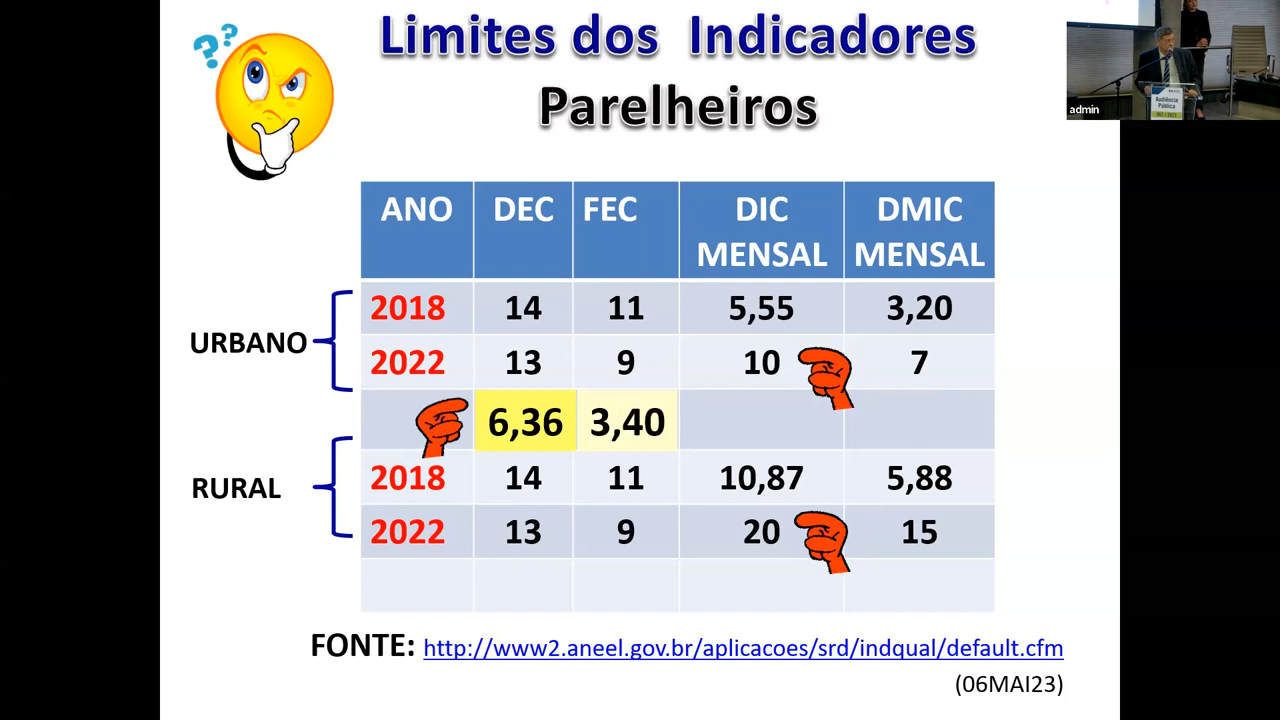 Limites dos Indicadores
Parelheiros
??
ANO DEC FEC DIC MENSAL DMIC MENSAL
URBANO
2018 14 11 5,55 3,20
2022 13 9 10 7
6,36 3,40
RURAL
2018 14 11 10,87 5,88
2022 13 9 20 15
FONTE: http://www2.aneel.gov.br/aplicacoes/srd/indqual/default.cfm
(06MAI23)
admin
Audiência
Pública